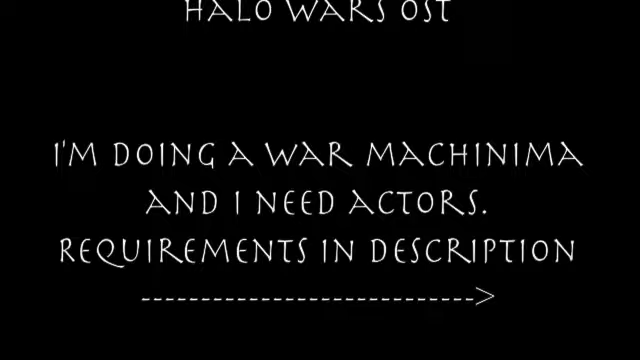 HALO WARS OST
I'M DOING A WAR MACHINIMA
AND I NEED ACTORS.
REQUIREMENTS IN DESCRIPTION
---------------------------->